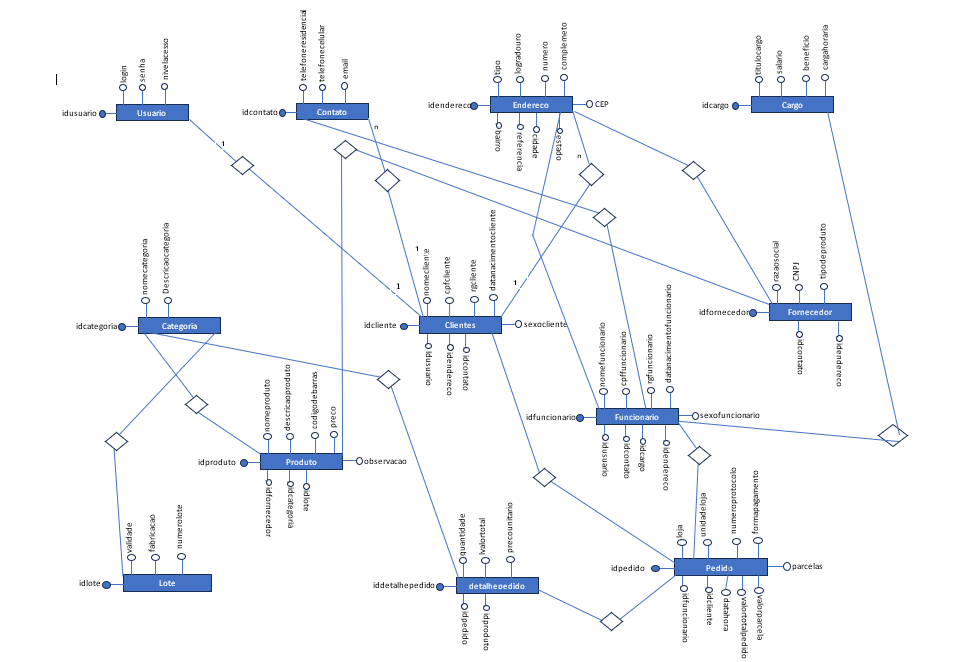 login
senha
nivelacesso
idusuario
Usuario
telefoneresidencial
telefonecelular
email
idcontato
Contato
tipo
logradouro
numero
complemeto
idendereco
Endereco
CEP
bairro
referencia
cidade
estado
titulocargo
salario
beneficio
cargahoraria
idcargo
Cargo
1
n
n
1
1
1
nomecategoria
Descricaocategoria
idcategoria
Categoria
nomecliente
cpfcliente
rgcliente
datanacimentocliente
idcliente
Clientes
sexocliente
idusuario
idendereco
idcontato
razaosocial
CNPJ
tipodeproduto
idfornecedor
Fornecedor
idcontato
idendereco
nomefuncionario
cpffuncionario
rgfuncionario
datanacimentofuncionario
idfuncionario
Funcionario
sexofuncionario
idusuario
idcontato
idcargo
idendereco
nomeproduto
descricaoproduto
codigodebarras
preco
idproduto
Produto
observacao
idfornecedor
idcategoria
idlote
validade
fabricacao
numerolote
idlote
Lote
quantidade
valortotal
precounitario
iddetalhepedido
detalhepedido
idpedido
idproduto
loja
unidadeloja
numeroprotocolo
formapagamento
idpedido
Pedido
parcelas
idfuncionario
idcliente
datahora
valortotalpedido
valorparcela